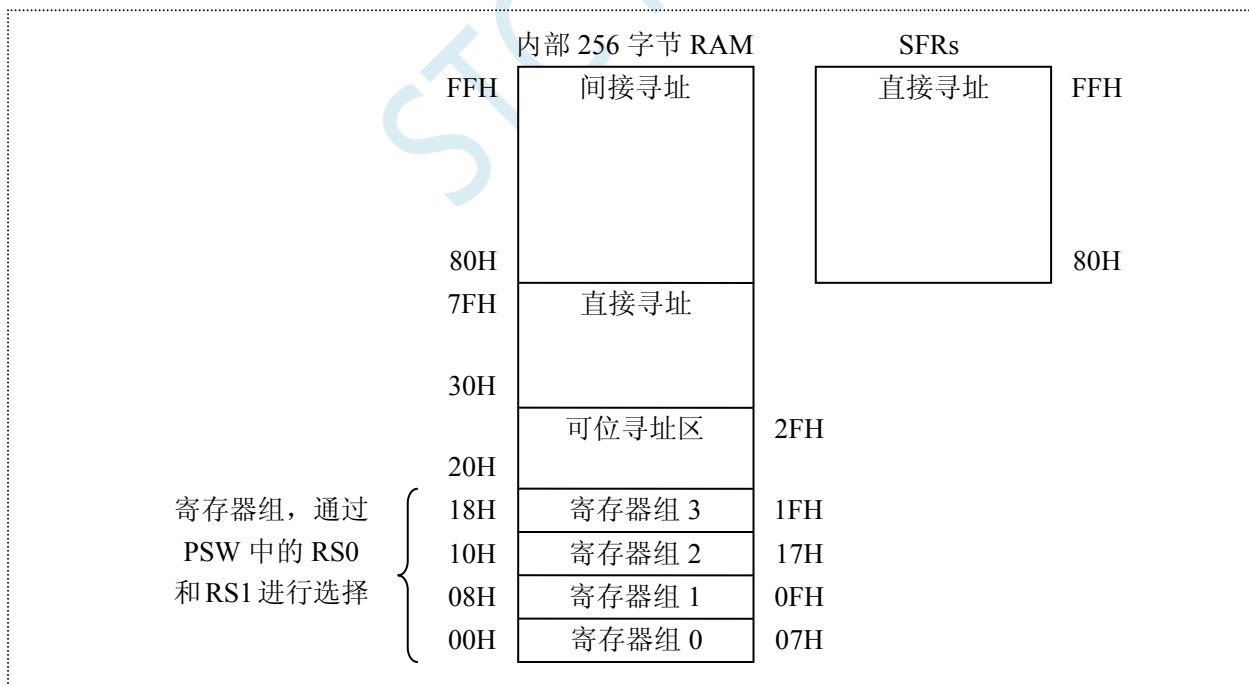 STC
内部 256 字节 RAM SFRs
FFH 间接寻址 直接寻址 FFH
80H 80H
7FH 直接寻址
30H
可位寻址区 2FH
20H
寄存器组，通过 18H 寄存器组 3 1FH
PSW 中的 RS0 10H 寄存器组 2 17H
和RS1进行选择 08H 寄存器组 1 0FH
00H 寄存器组 0 07H